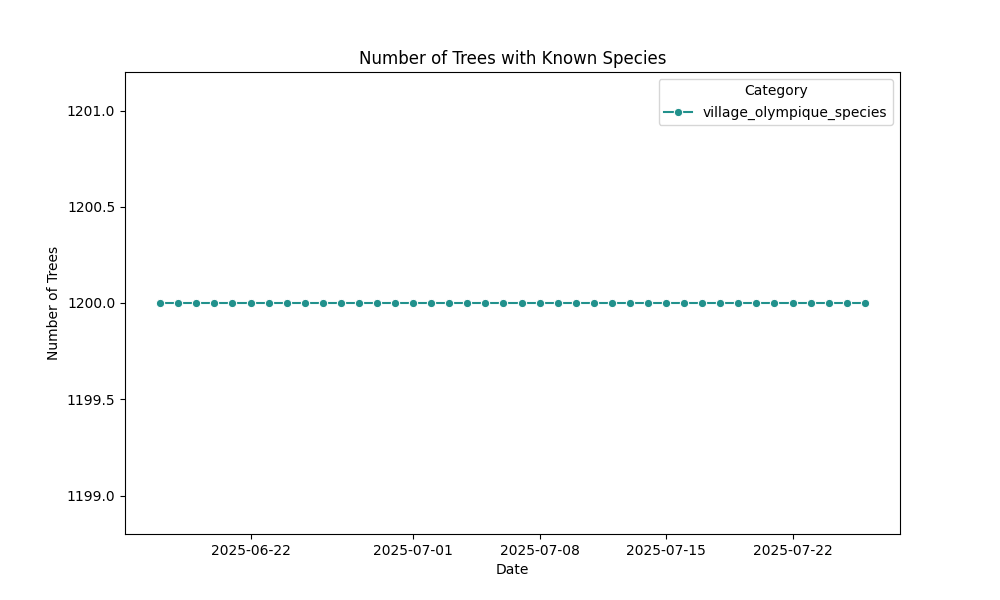 Number of Trees with Known Species
Category
village_olympique_species
1201.0
1200.5
1200.0
1199.5
1199.0
Number of Trees
2025-06-22
2025-07-01
2025-07-08
2025-07-15
2025-07-22
Date